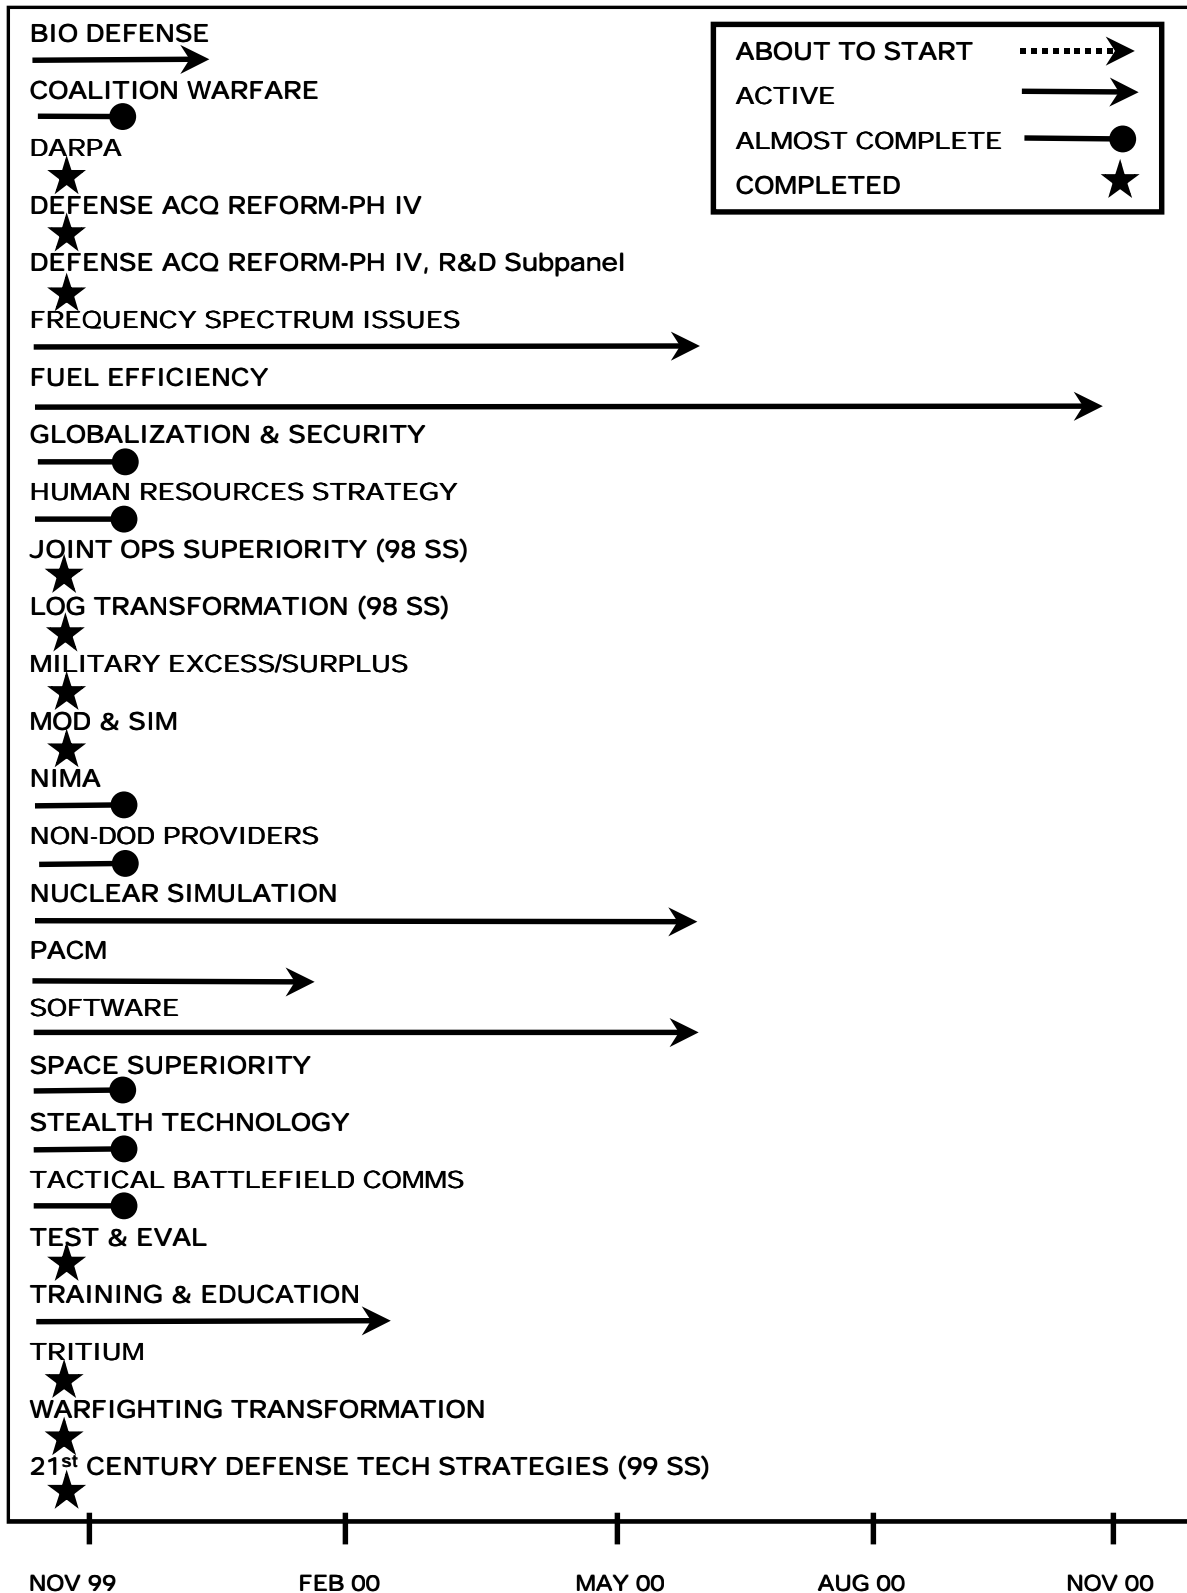 BIO DEFENSE
ABOUT TO START
COALITION WARFARE
ACTIVE
DARPA
ALMOST COMPLETE
COMPLETED
DEFENSE ACQ REFORM-PH IV
DEFENSE ACQ REFORM-PH IV, R&D Subpanel
FREQUENCY SPECTRUM ISSUES
FUEL EFFICIENCY
GLOBALIZATION & SECURITY
HUMAN RESOURCES STRATEGY
JOINT OPS SUPERIORITY (98 SS)
LOG TRANSFORMATION (98 SS)
MILITARY EXCESS/SURPLUS
MOD & SIM
NIMA
NON-DOD PROVIDERS
NUCLEAR SIMULATION
PACM
SOFTWARE
SPACE SUPERIORITY
STEALTH TECHNOLOGY
TACTICAL BATTLEFIELD COMMS
TEST & EVAL
TRAINING & EDUCATION
TRITIUM
WARFIGHTING TRANSFORMATION
21st CENTURY DEFENSE TECH STRATEGIES (99 SS)
NOV 99 FEB 00 MAY 00 AUG 00 NOV 00